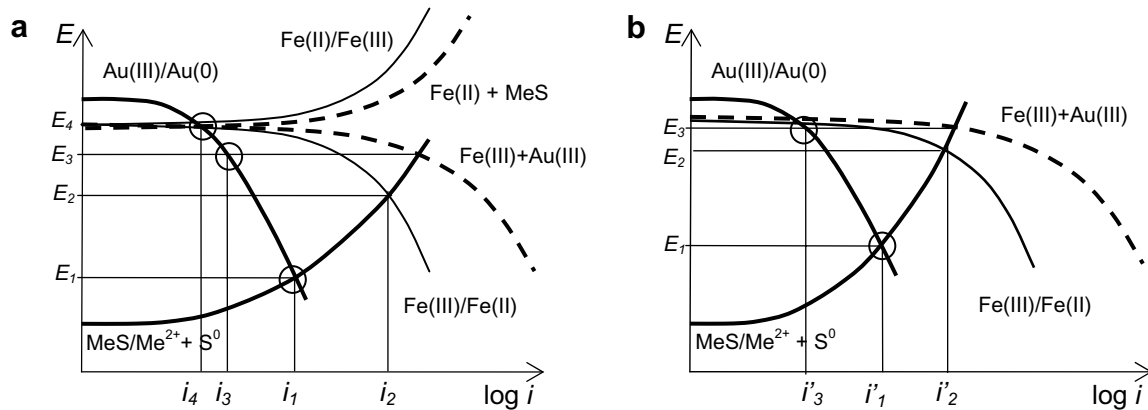 a
E
Au(III)/Au(0)
Fe(II)/Fe(III)
Fe(II) + MeS
Fe(III)+Au(III)
E₄
E₃
E₂
E₁
Fe(III)/Fe(II)
MeS/Me²⁺+ S⁰
i₄ i₃ i₁ i₂ log i
b
E
Au(III)/Au(0)
Fe(III)+Au(III)
E₃
E₂
E₁
Fe(III)/Fe(II)
MeS/Me²⁺+ S⁰
i'₃ i'₁ i'₂ log i